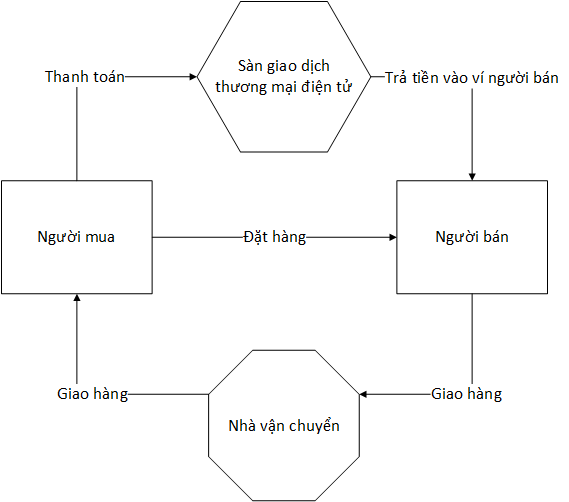 Sàn giao dịch
thương mại điện tử
Thanh toán
Trả tiền vào ví người bán
Người mua
Đặt hàng
Người bán
Giao hàng
Giao hàng
Nhà vận chuyển